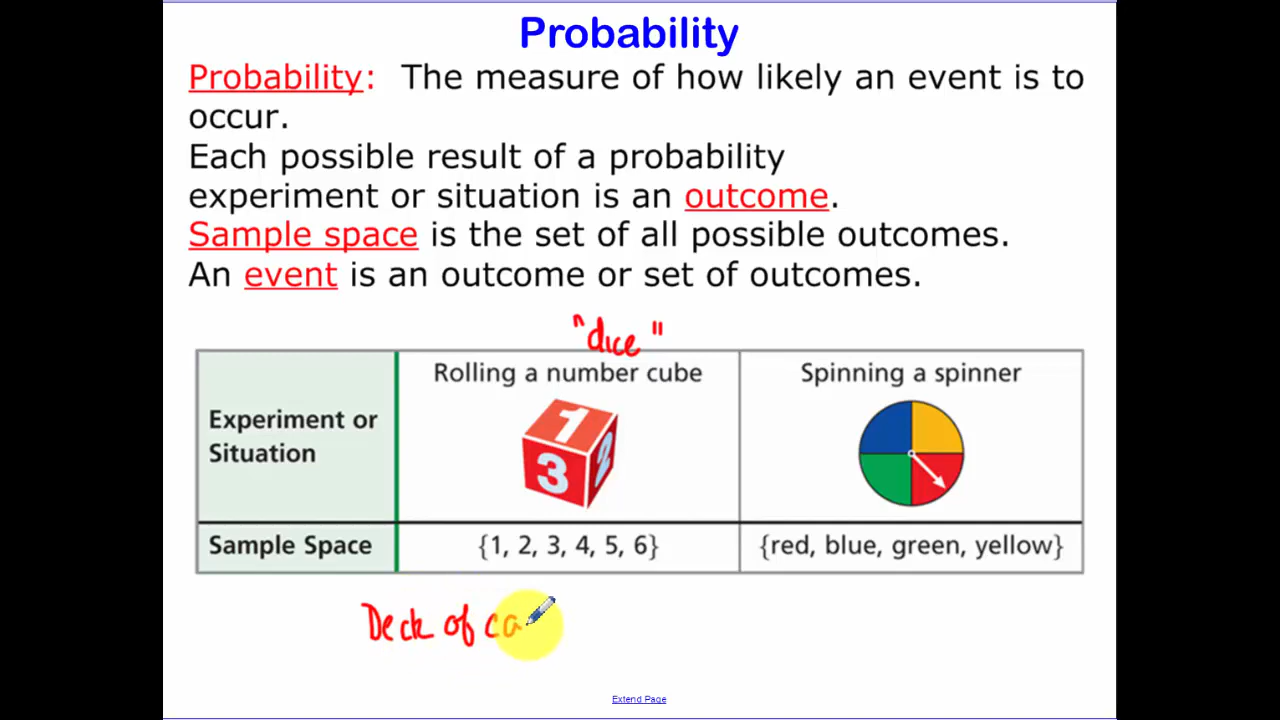 Probability
Probability: The measure of how likely an event is to
occur.
Each possible result of a probability
experiment or situation is an outcome.
Sample space is the set of all possible outcomes.
An event is an outcome or set of outcomes.
"dice"
Rolling a number cube
Spinning a spinner
Experiment or
Situation
1
3
2
Sample Space
{1, 2, 3, 4, 5, 6}
{red, blue, green, yellow}
Deck of ca
Extend Page